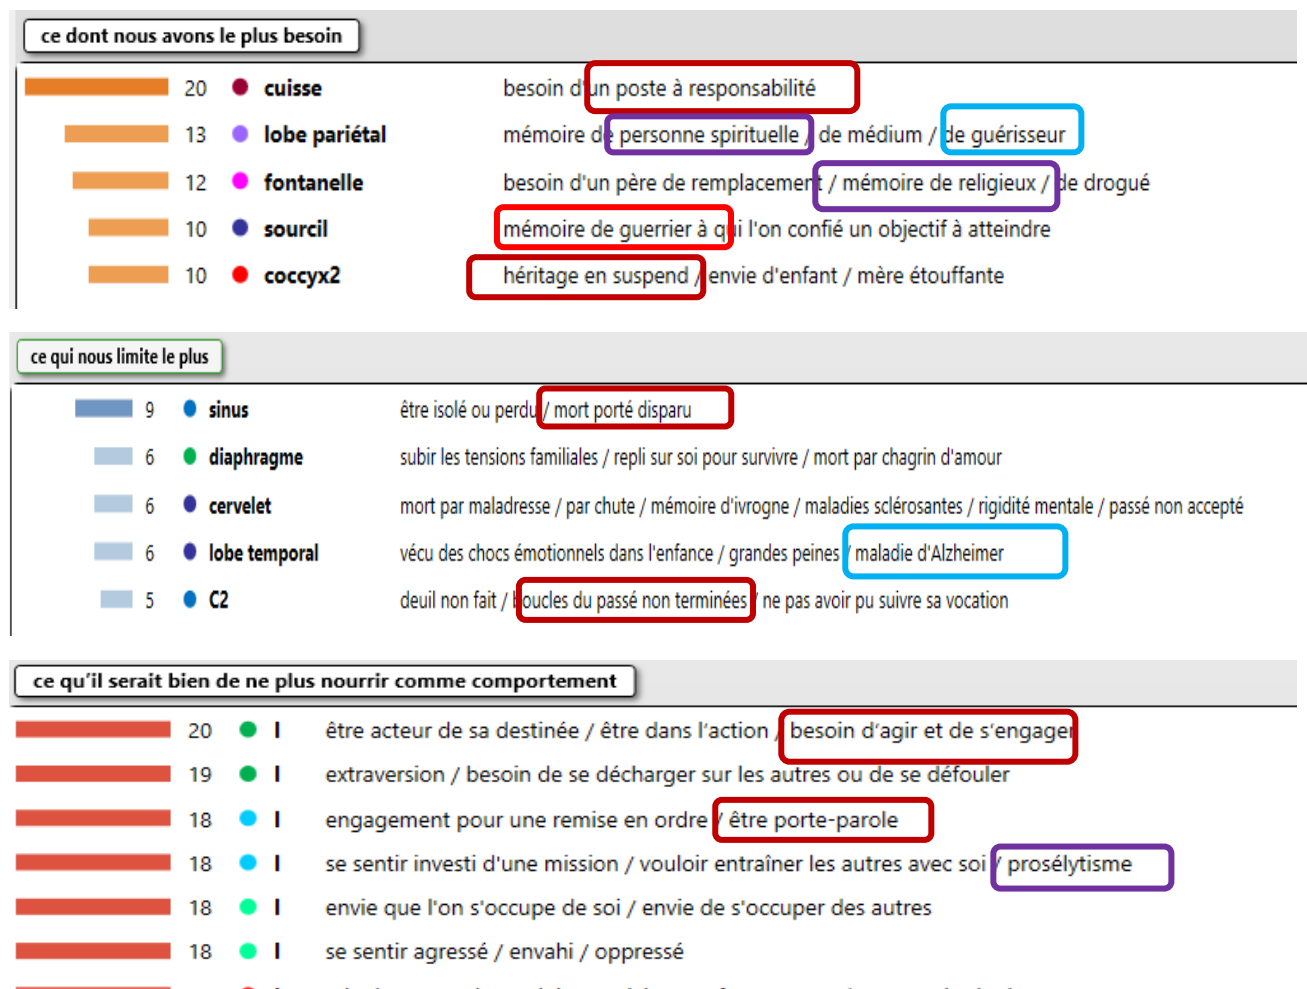 ce dont nous avons le plus besoin
20 cuisse besoin d'un poste à responsabilité
13 lobe pariétal mémoire de personne spirituelle / de médium / de guérisseur
12 fontanelle besoin d'un père de remplacement / mémoire de religieux / de drogué
10 sourcil mémoire de guerrier à qui l'on confié un objectif à atteindre
10 coccyx2 héritage en suspend / envie d'enfant / mère étouffante
ce qui nous limite le plus
9 sinus être isolé ou perdu / mort porté disparu
6 diaphragme subir les tensions familiales / repli sur soi pour survivre / mort par chagrin d'amour
6 cervelet mort par maladresse / par chute / mémoire d'ivrogne / maladies sclérosantes / rigidité mentale / passé non accepté
6 lobe temporal vécu des chocs émotionnels dans l'enfance / grandes peines / maladie d'Alzheimer
5 C2 deuil non fait / boucles du passé non terminées / ne pas avoir pu suivre sa vocation
ce qu'il serait bien de ne plus nourrir comme comportement
20 I être acteur de sa destinée / être dans l'action / besoin d'agir et de s'engager
19 I extraversion / besoin de se décharger sur les autres ou de se défouler
18 I engagement pour une remise en ordre / être porte-parole
18 I se sentir investi d'une mission / vouloir entraîner les autres avec soi / prosélytisme
18 I envie que l'on s'occupe de soi / envie de s'occuper des autres
18 I se sentir agressé / envahi / oppressé